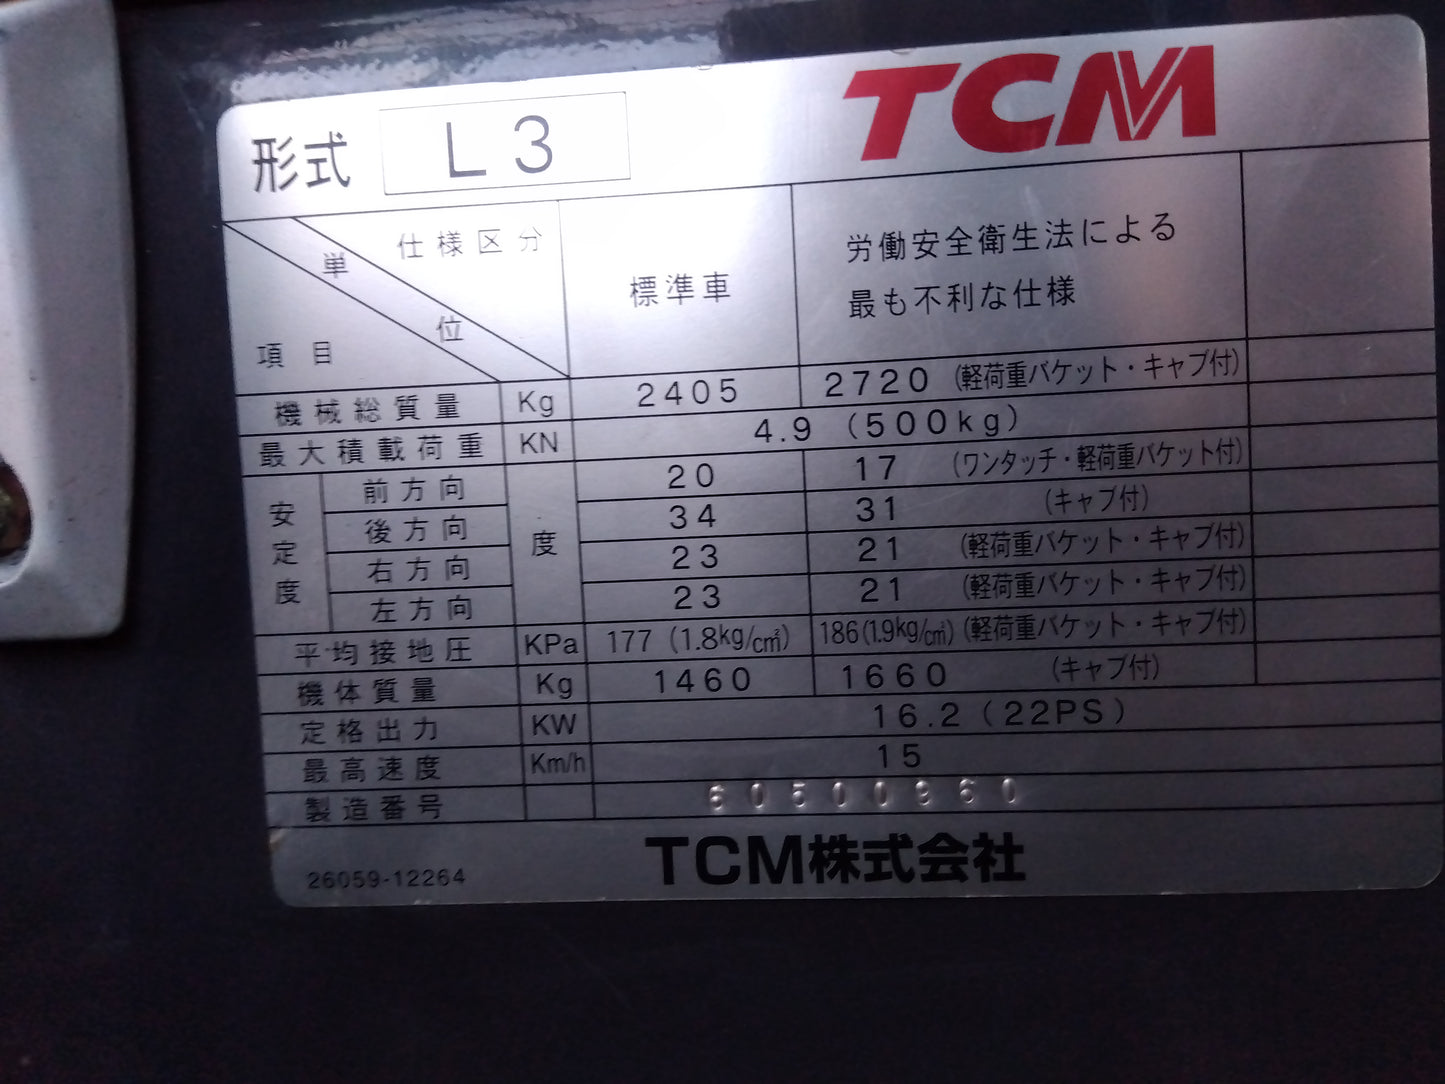 形式 L3 TCM
仕様区分
単位
項目
標準車
労働安全衛生法による
最も不利な仕様
機械総質量 Kg 2405 2720 (軽荷重バケット・キャブ付)
最大積載荷重 KN 4.9 (500kg)
安定度 度
前方向 20 17 (ワンタッチ・軽荷重バケット付)
後方向 34 31 (キャブ付)
右方向 23 21 (軽荷重バケット・キャブ付)
左方向 23 21 (軽荷重バケット・キャブ付)
平均接地圧 KPa 177 (1.8kg/c㎡) 186(1.9kg/c㎡) (軽荷重バケット・キャブ付)
機体質量 Kg 1460 1660 (キャブ付)
定格出力 KW 16.2 (22PS)
最高速度 Km/h 15
製造番号 60500960
TCM株式会社
26059-12264